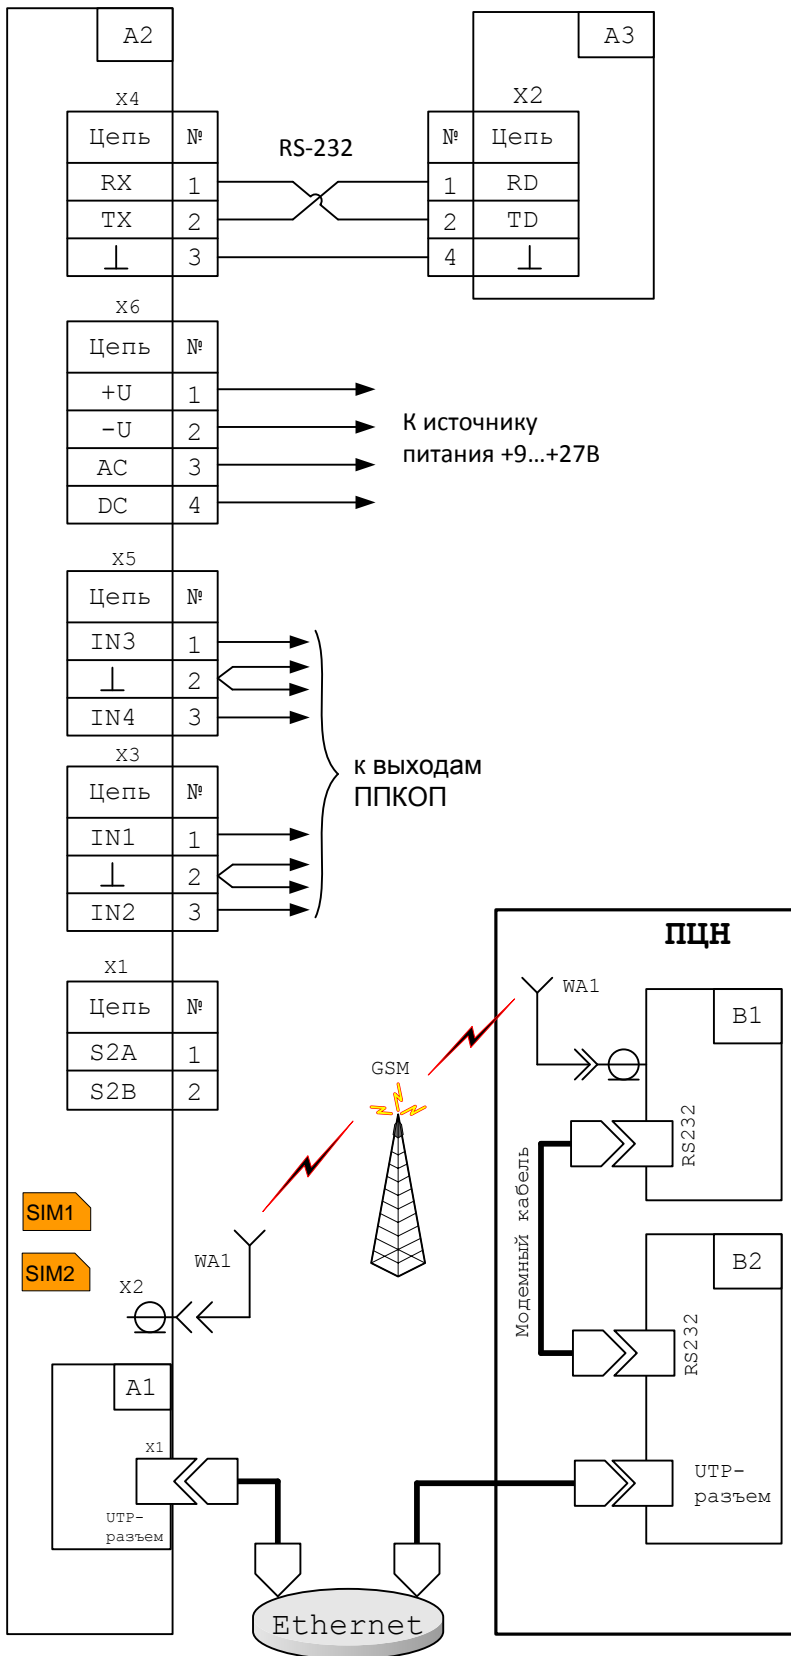 A2
A3
X4
Цепь №
RX 1
TX 2
⊥ 3
RS-232
X2
№ Цепь
1 RD
2 TD
4 ⊥
X6
Цепь №
+U 1
-U 2
AC 3
DC 4
К источнику
питания +9...+27В
X5
Цепь №
IN3 1
⊥ 2
IN4 3
X3
Цепь №
IN1 1
⊥ 2
IN2 3
к выходам
ППКОП
X1
Цепь №
S2A 1
S2B 2
ПЦН
WA1
B1
RS232
GSM
Модемный кабель
B2
RS232
UTP-
разъем
SIM1
SIM2
WA1
X2
A1
X1
UTP-
разъем
Ethernet